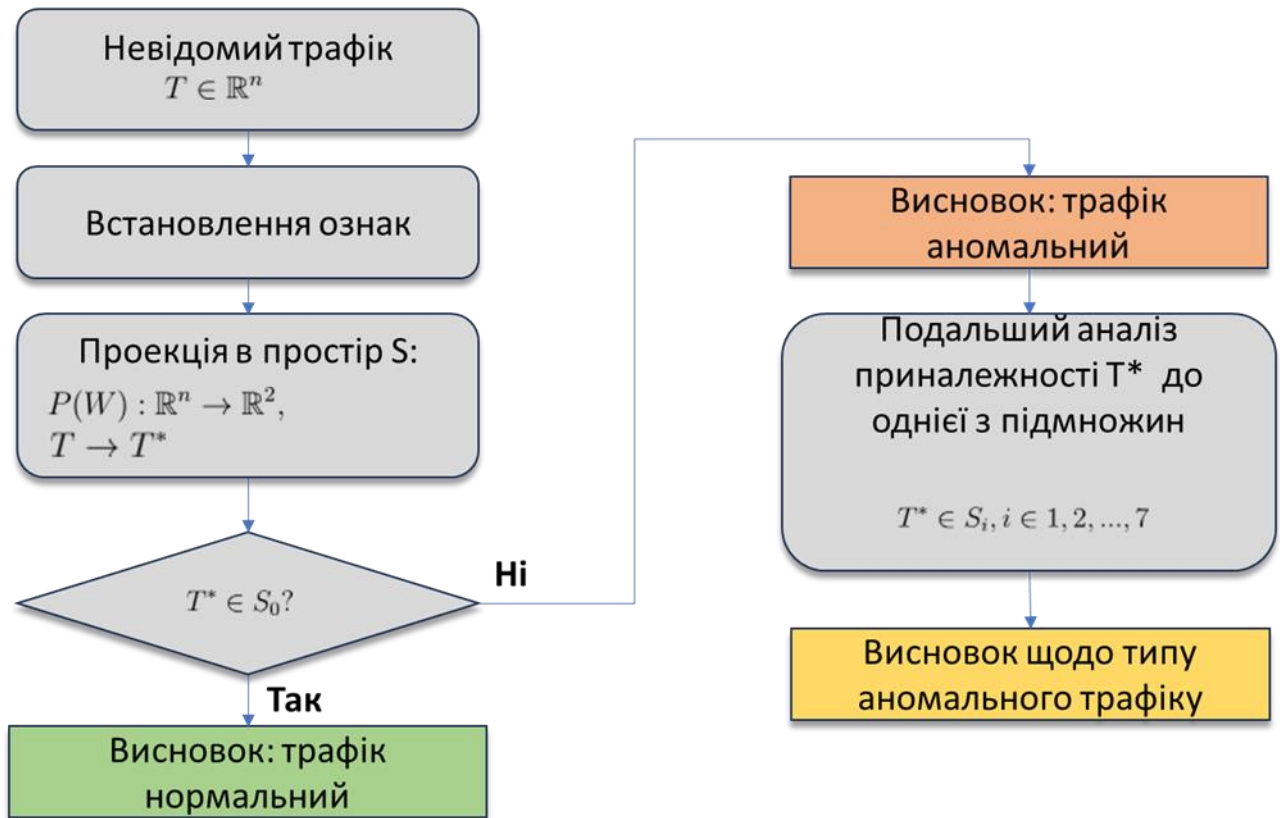 Невідомий трафік
T ∈ ℝⁿ
Встановлення ознак
Проекція в простір S:
P(W) : ℝⁿ → ℝ²,
T → T*
T* ∈ S₀?
Ні
Так
Висновок: трафік
нормальний
Висновок: трафік
аномальний
Подальший аналіз
приналежності T* до
однієї з підмножин
T* ∈ Sᵢ, i ∈ 1, 2, ..., 7
Висновок щодо типу
аномального трафіку